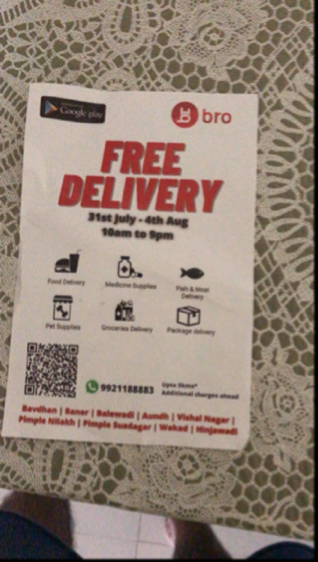 Google play
bro
FREE
DELIVERY
31st July - 4th Aug
10am to 9pm
Food Delivery
Medicine Supplies
Fish & Meat
Delivery
Pet Supplies
Groceries Delivery
Package delivery
9921188883
Upto 5kms*
Additional charges ahead
Bavdhan | Baner | Balewadi | Aundh | Vishal Nagar |
Pimple Nilakh | Pimple Suadagar | Wakad | Hinjawadi